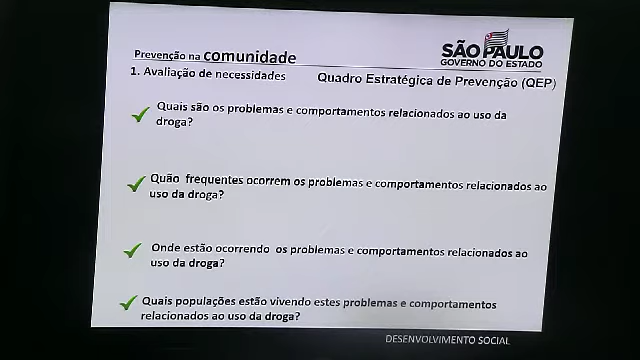 Prevenção na comunidade
SÃO PAULO
GOVERNO DO ESTADO
1. Avaliação de necessidades
Quadro Estratégica de Prevenção (QEP)
Quais são os problemas e comportamentos relacionados ao uso da
droga?
Quão frequentes ocorrem os problemas e comportamentos relacionados ao
uso da droga?
Onde estão ocorrendo os problemas e comportamentos relacionados ao
uso da droga?
Quais populações estão vivendo estes problemas e comportamentos
relacionados ao uso da droga?
DESENVOLVIMENTO SOCIAL